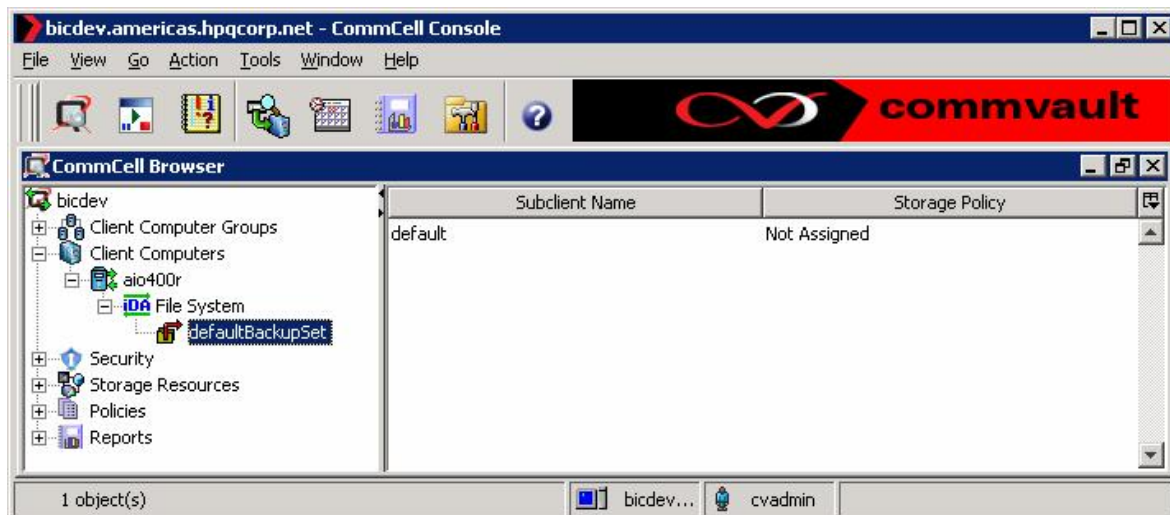 bicdev.americas.hpqcorp.net - CommCell Console
File View Go Action Tools Window Help
commvault
CommCell Browser
bicdev
Client Computer Groups
Client Computers
aio400r
iDA File System
defaultBackupSet
Security
Storage Resources
Policies
Reports
Subclient Name Storage Policy
default Not Assigned
1 object(s) bicdev... cvadmin